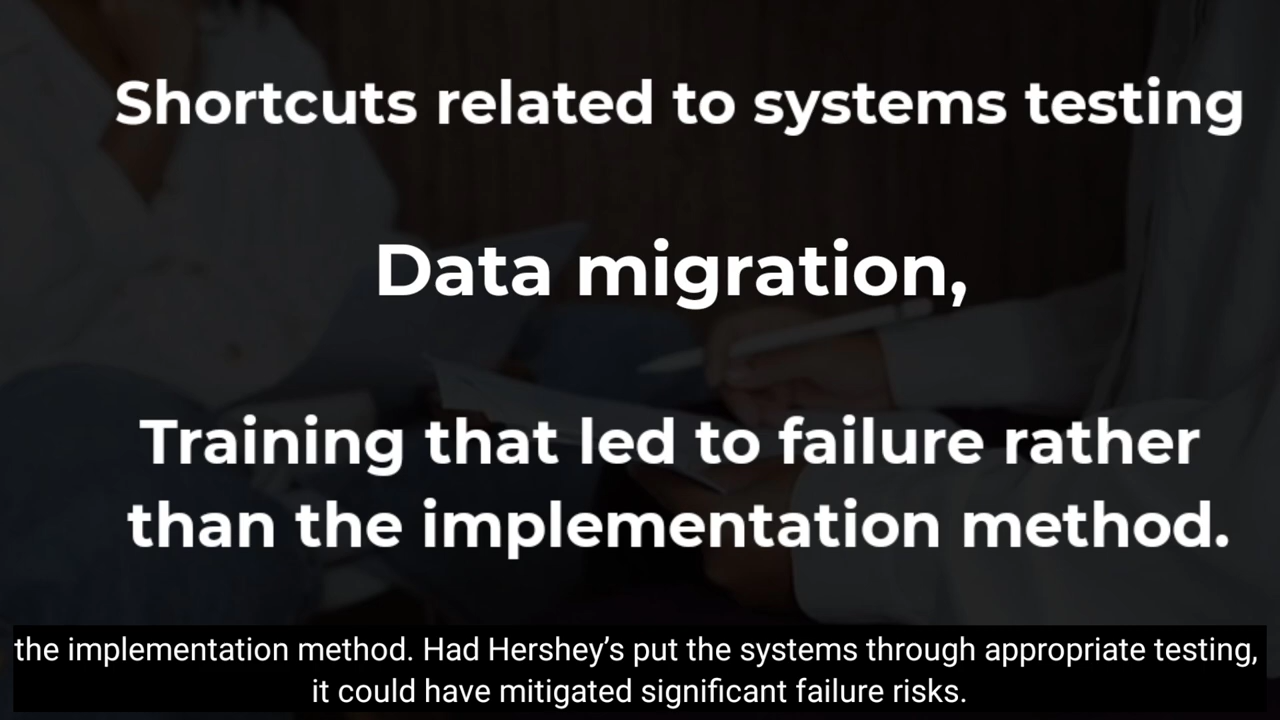 Shortcuts related to systems testing
Data migration,
Training that led to failure rather
than the implementation method.
the implementation method. Had Hershey’s put the systems through appropriate testing,
it could have mitigated significant failure risks.